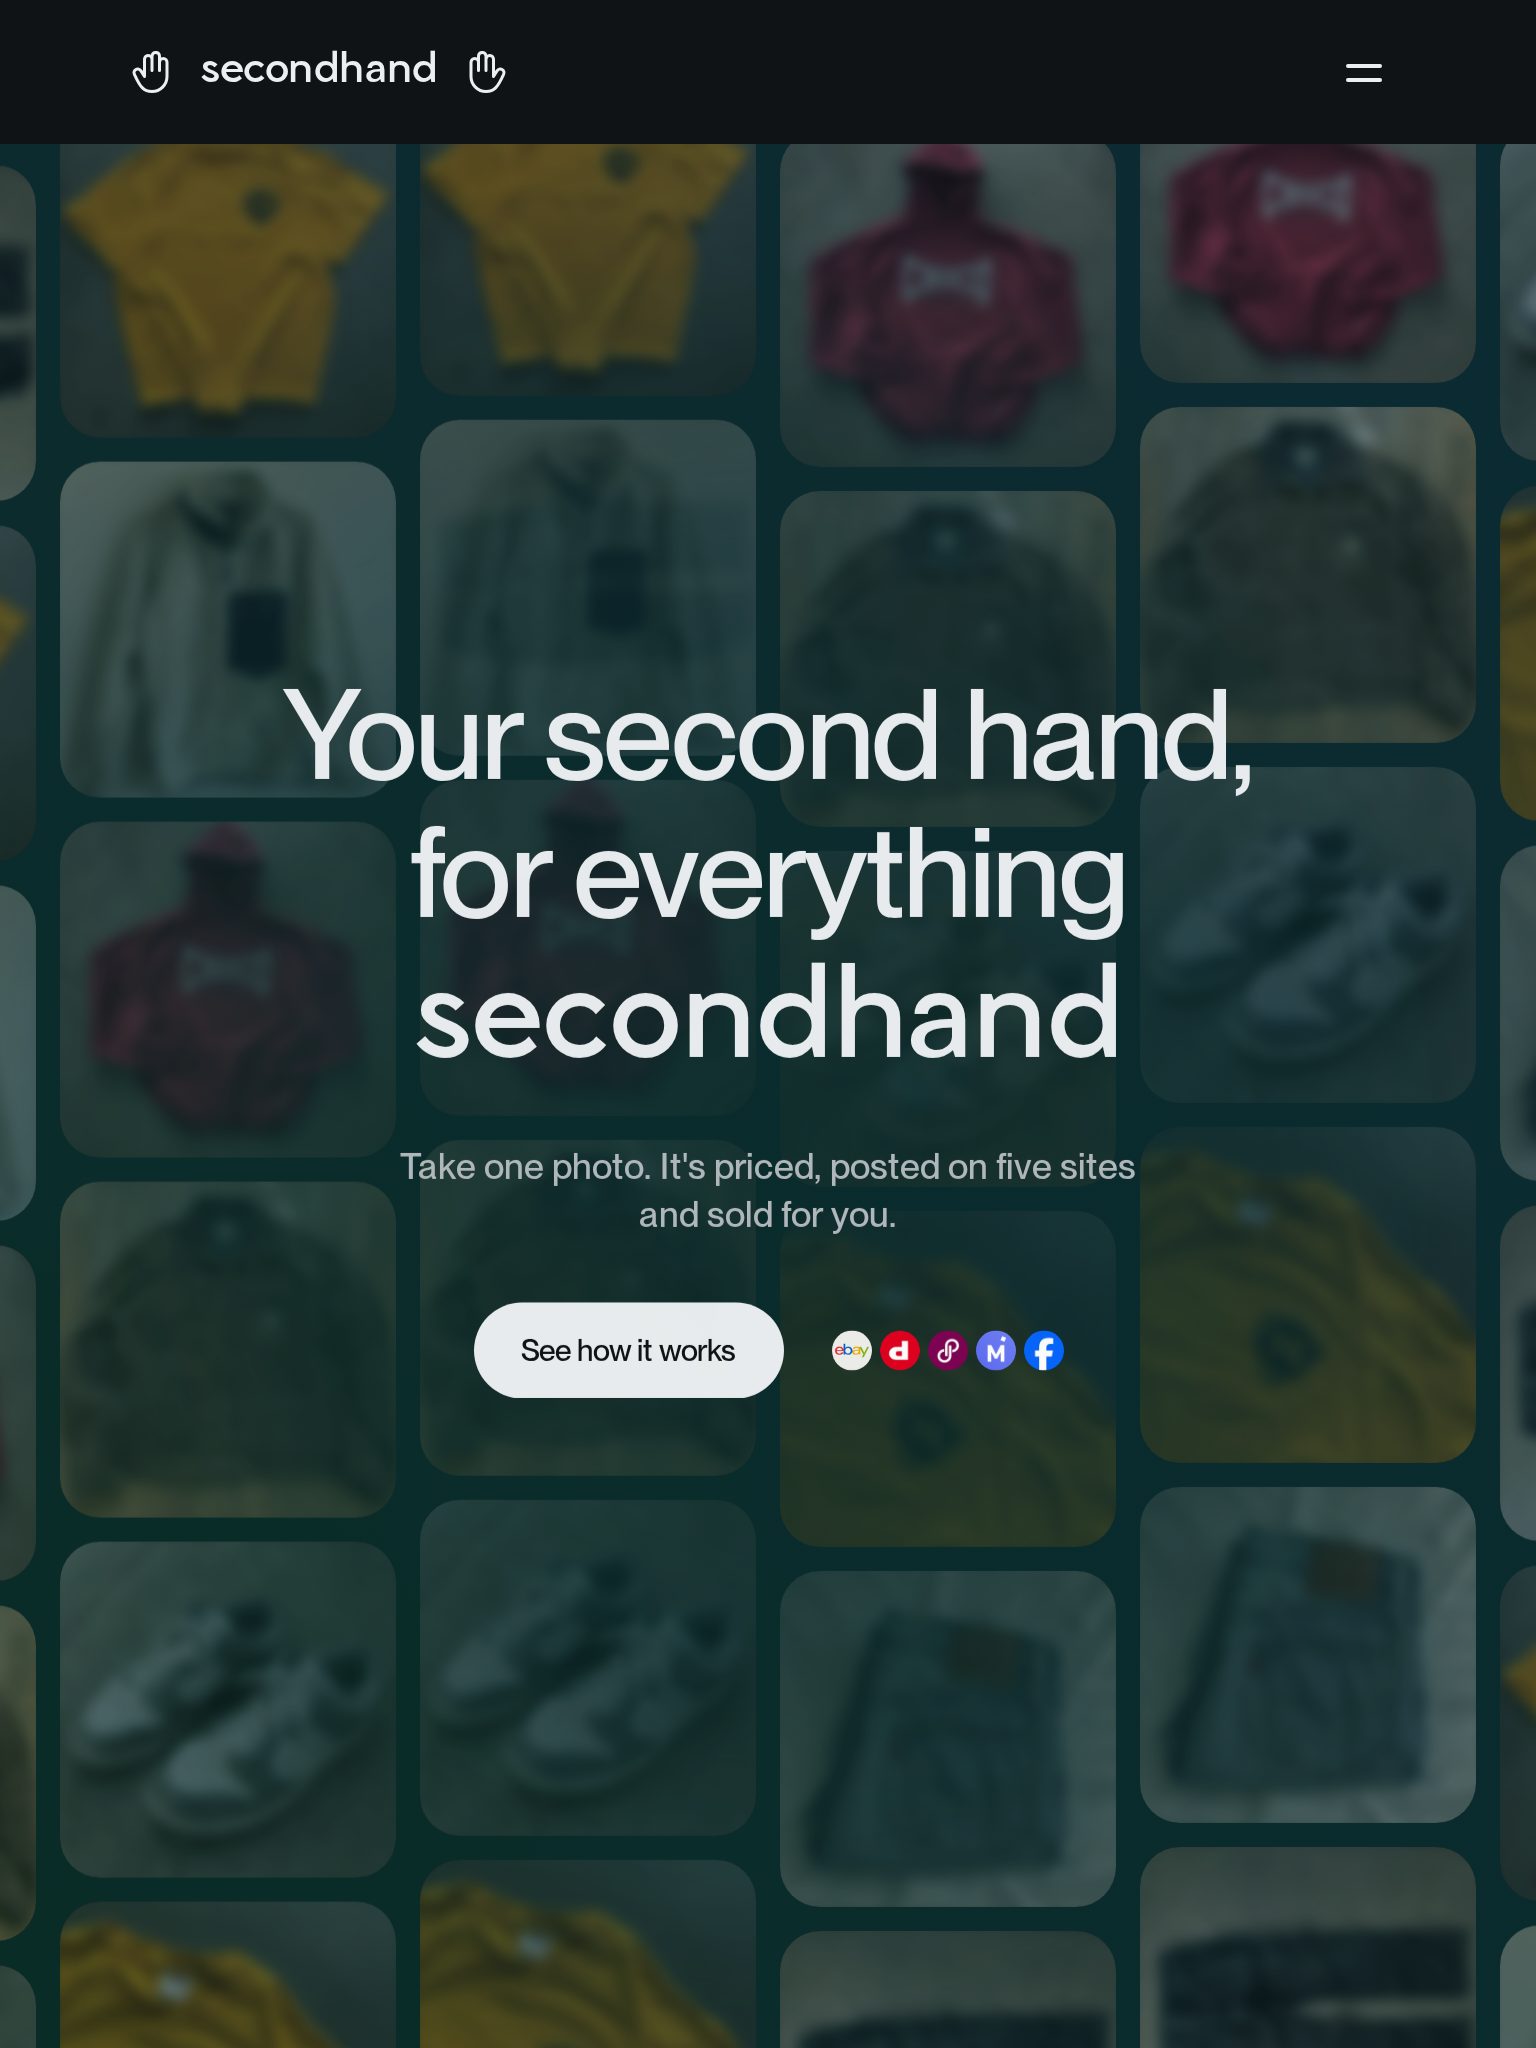 secondhand
Your second hand,
for everything
secondhand
Take one photo. It's priced, posted on five sites
and sold for you.
See how it works
ebay